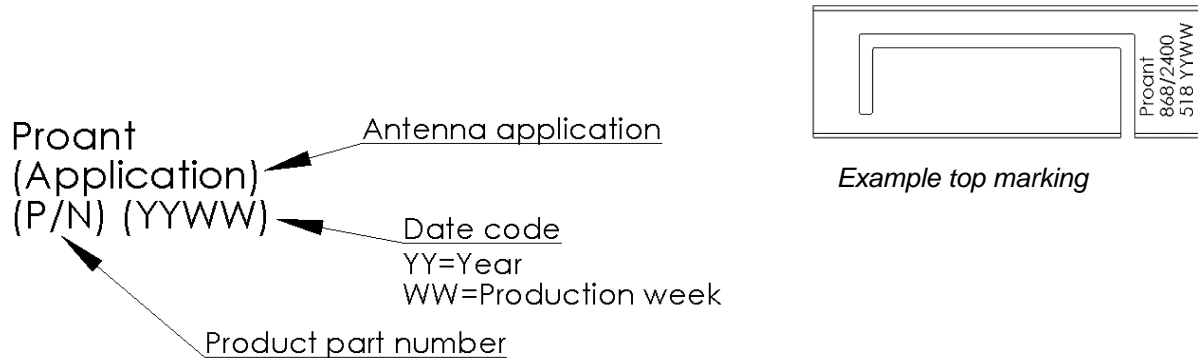 Proant
(Application)
(P/N) (YYWW)
Antenna application
Date code
YY=Year
WW=Production week
Product part number
Proant
868/2400
518 YYWW
Example top marking